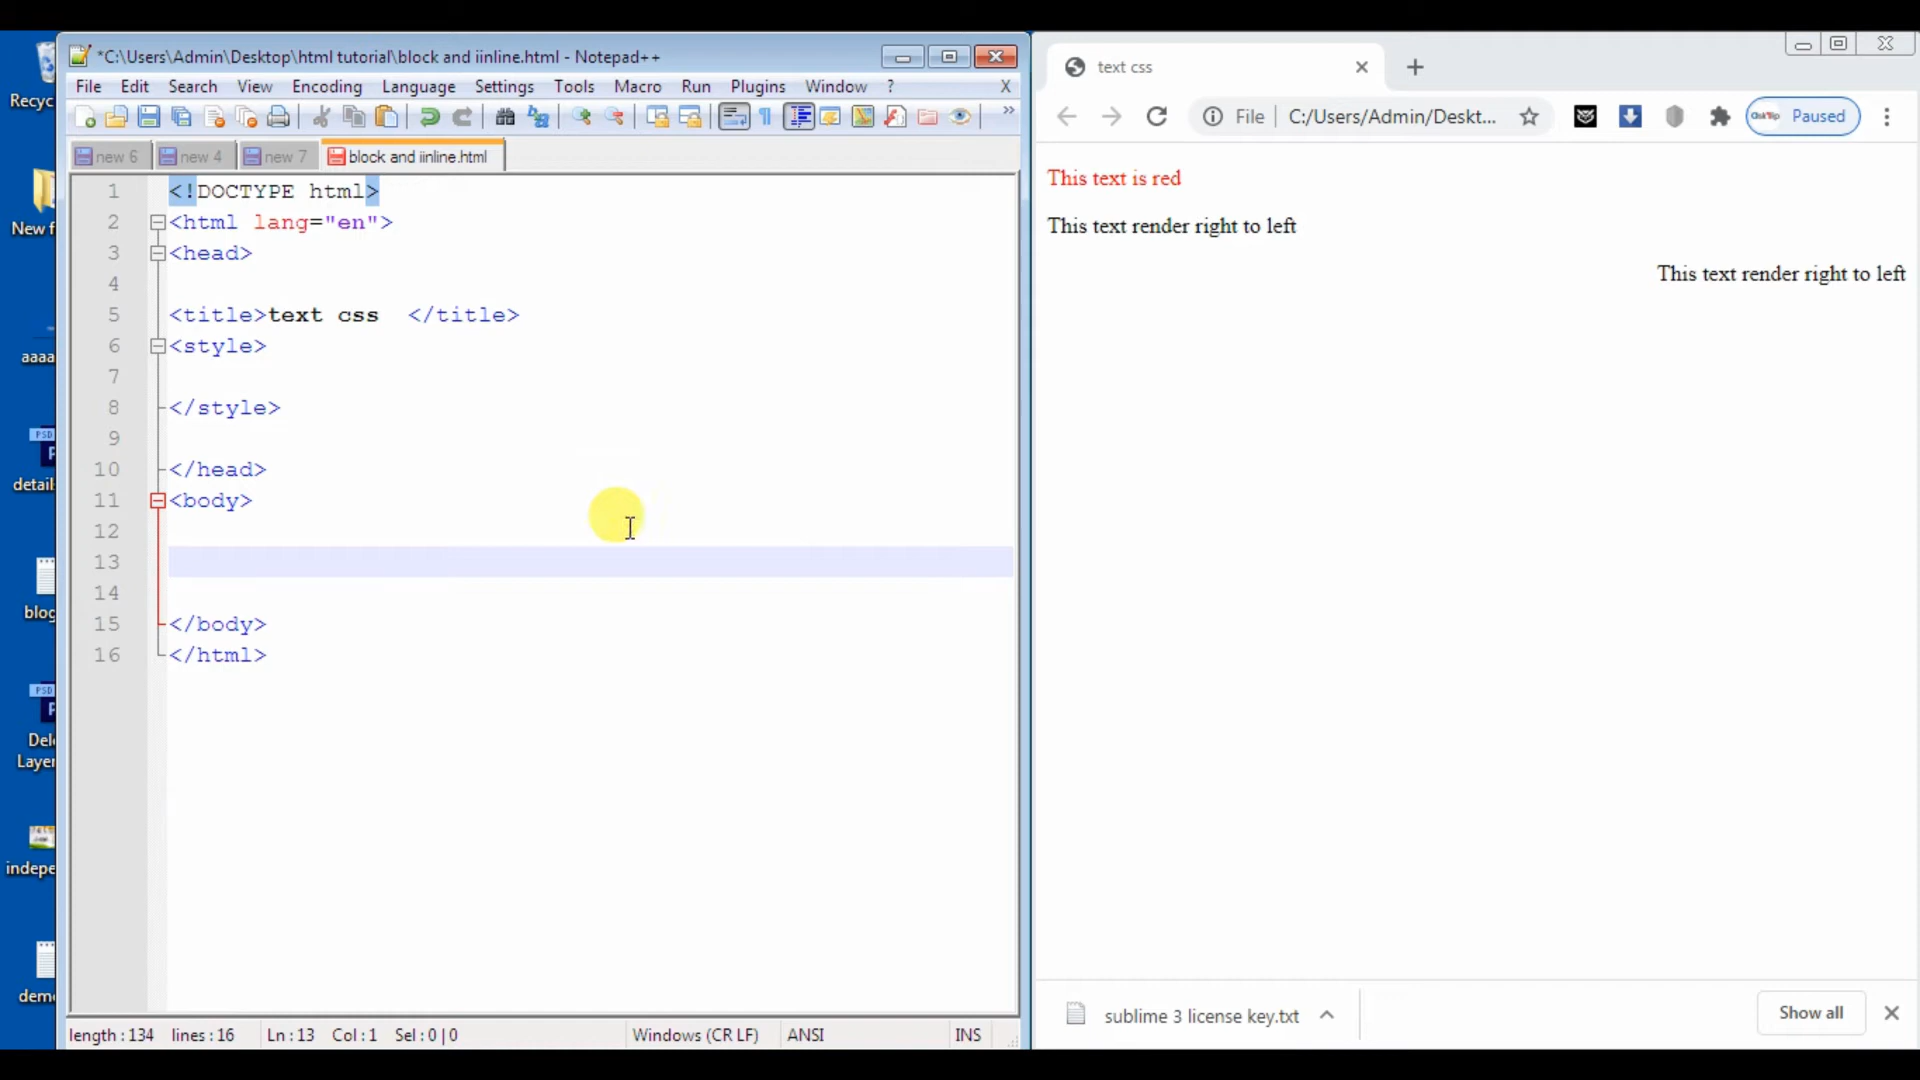 *C:\Users\Admin\Desktop\html tutorial\block and iinline.html - Notepad++
File Edit Search View Encoding Language Settings Tools Macro Run Plugins Window ? X
new 6 new 4 new 7 block and iinline.html
1 <!DOCTYPE html>
2 <html lang="en">
3 <head>
4
5 <title>text css  </title>
6 <style>
7
8 </style>
9
10 </head>
11 <body>
12
13
14
15 </body>
16 </html>
length : 134 lines : 16 Ln : 13 Col : 1 Sel : 0 | 0 Windows (CR LF) ANSI INS
text css
File C:/Users/Admin/Deskt... Paused
This text is red
This text render right to left
This text render right to left
sublime 3 license key.txt
Show all
Recyc
New f
aaaa
PSD
detail
blog
PSD
Dele
Layer
indepe
demo